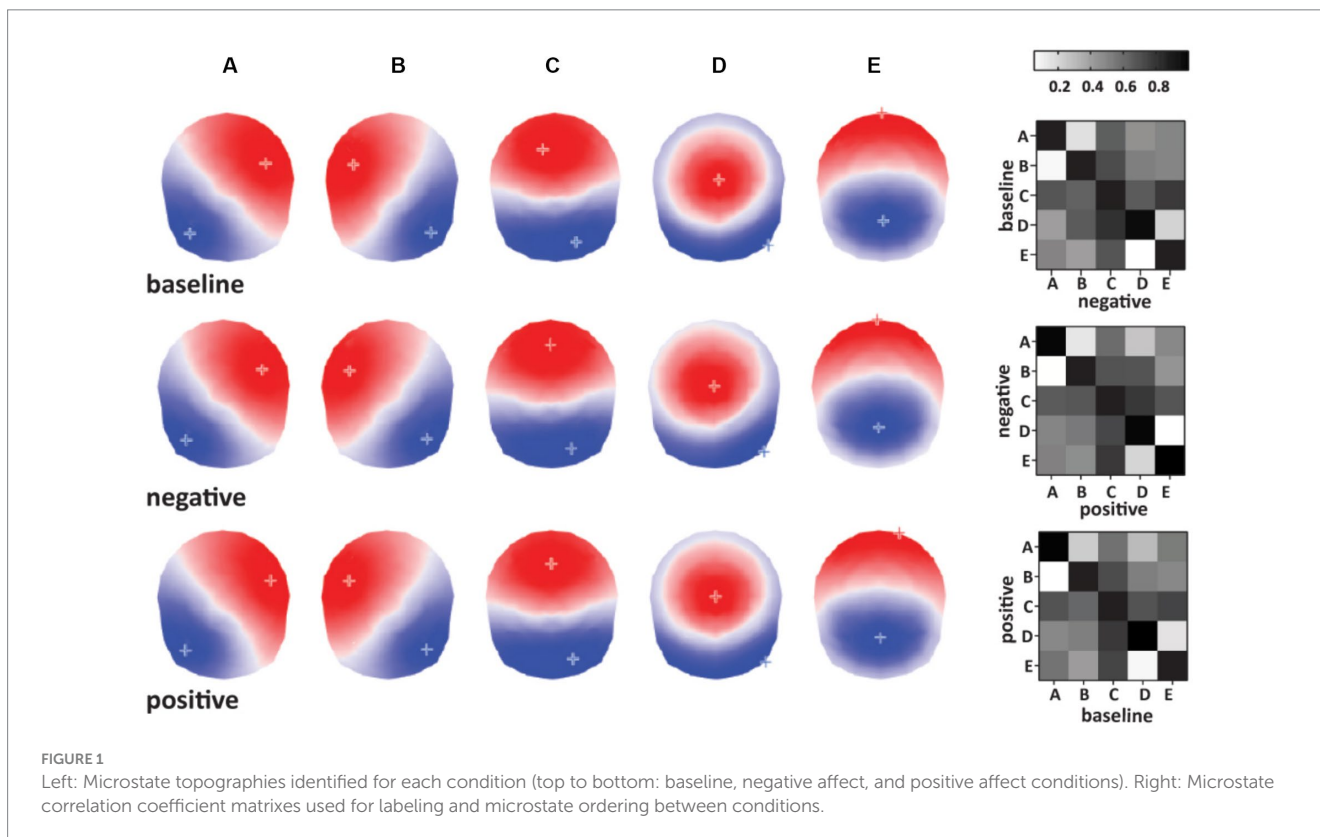 A B C D E
0.2 0.4 0.6 0.8
A
B
C
D
E
baseline
A B C D E
negative
baseline
A
B
C
D
E
negative
A B C D E
positive
negative
A
B
C
D
E
positive
A B C D E
baseline
positive
FIGURE 1
Left: Microstate topographies identified for each condition (top to bottom: baseline, negative affect, and positive affect conditions). Right: Microstate
correlation coefficient matrixes used for labeling and microstate ordering between conditions.